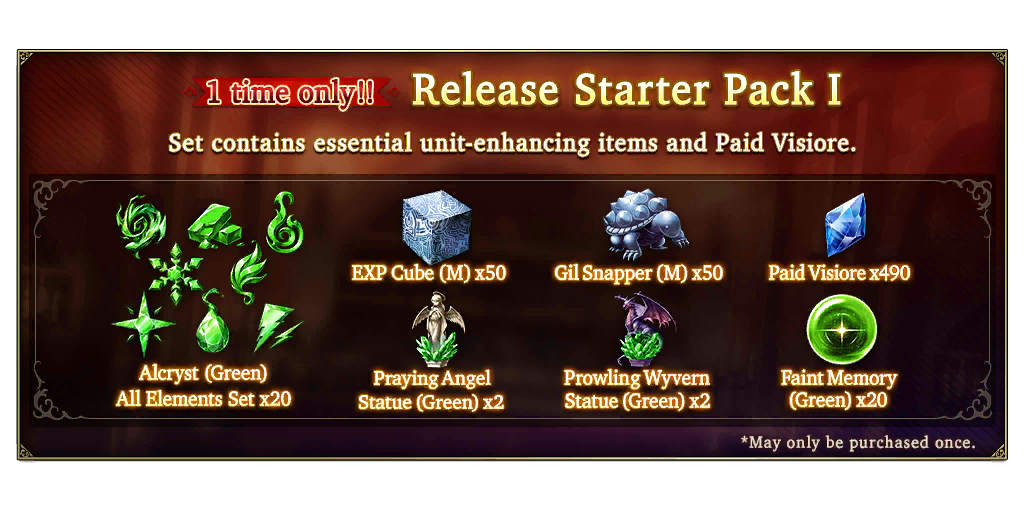 1 time only!! Release Starter Pack I
Set contains essential unit-enhancing items and Paid Visiore.
Alcryst (Green)
All Elements Set x20
EXP Cube (M) x50
Gil Snapper (M) x50
Paid Visiore x490
Praying Angel
Statue (Green) x2
Prowling Wyvern
Statue (Green) x2
Faint Memory
(Green) x20
*May only be purchased once.